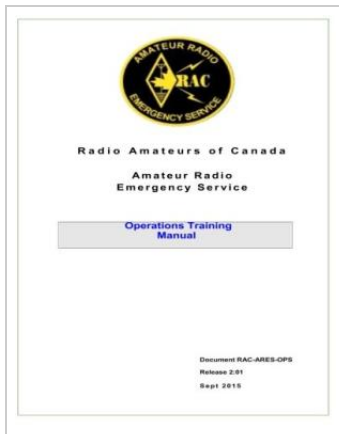 AMATEUR RADIO
RAC
EMERGENCY SERVICE
Radio Amateurs of Canada
Amateur Radio
Emergency Service
Operations Training
Manual
Document RAC-ARES-OPS
Release 2:01
Sept 2015